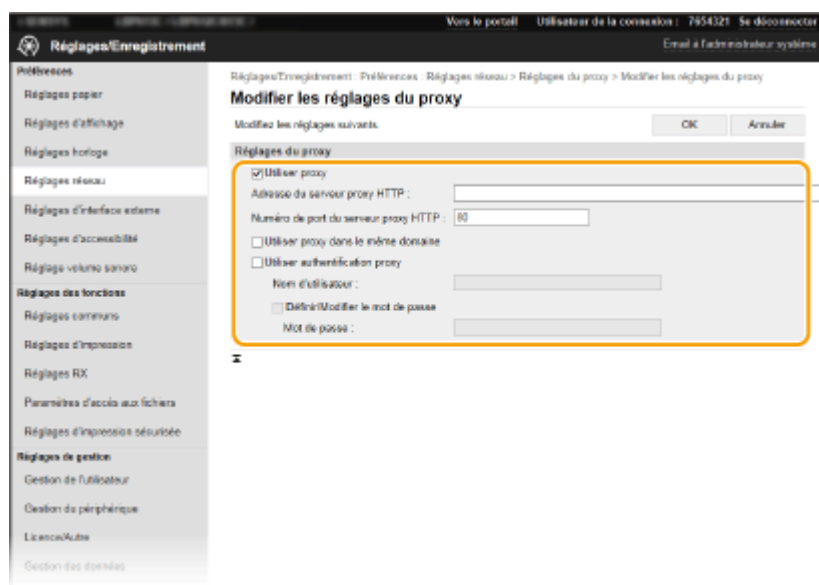 Vers le portail Utilisateur de la connexion : 7654321 Se déconnecter
Réglages/Enregistrement
Email à l'administrateur système
Préférences
Réglages papier
Réglages d'affichage
Réglages horloge
Réglages réseau
Réglages d'interface externe
Réglages d'accessibilité
Réglage volume sonore
Réglages des fonctions
Réglages communs
Réglages d'impression
Réglages RX
Paramètres d'accès aux fichiers
Réglages d'impression sécurisée
Réglages de gestion
Gestion de l'utilisateur
Gestion du périphérique
Licence/Autre
Gestion des données
Réglages/Enregistrement : Préférences : Réglages réseau > Réglages du proxy > Modifier les réglages du proxy
Modifier les réglages du proxy
Modifiez les réglages suivants.
OK Annuler
Réglages du proxy
Utiliser proxy
Adresse du serveur proxy HTTP :
Numéro de port du serveur proxy HTTP : 80
Utiliser proxy dans le même domaine
Utiliser authentification proxy
Nom d'utilisateur :
Définir/Modifier le mot de passe
Mot de passe :